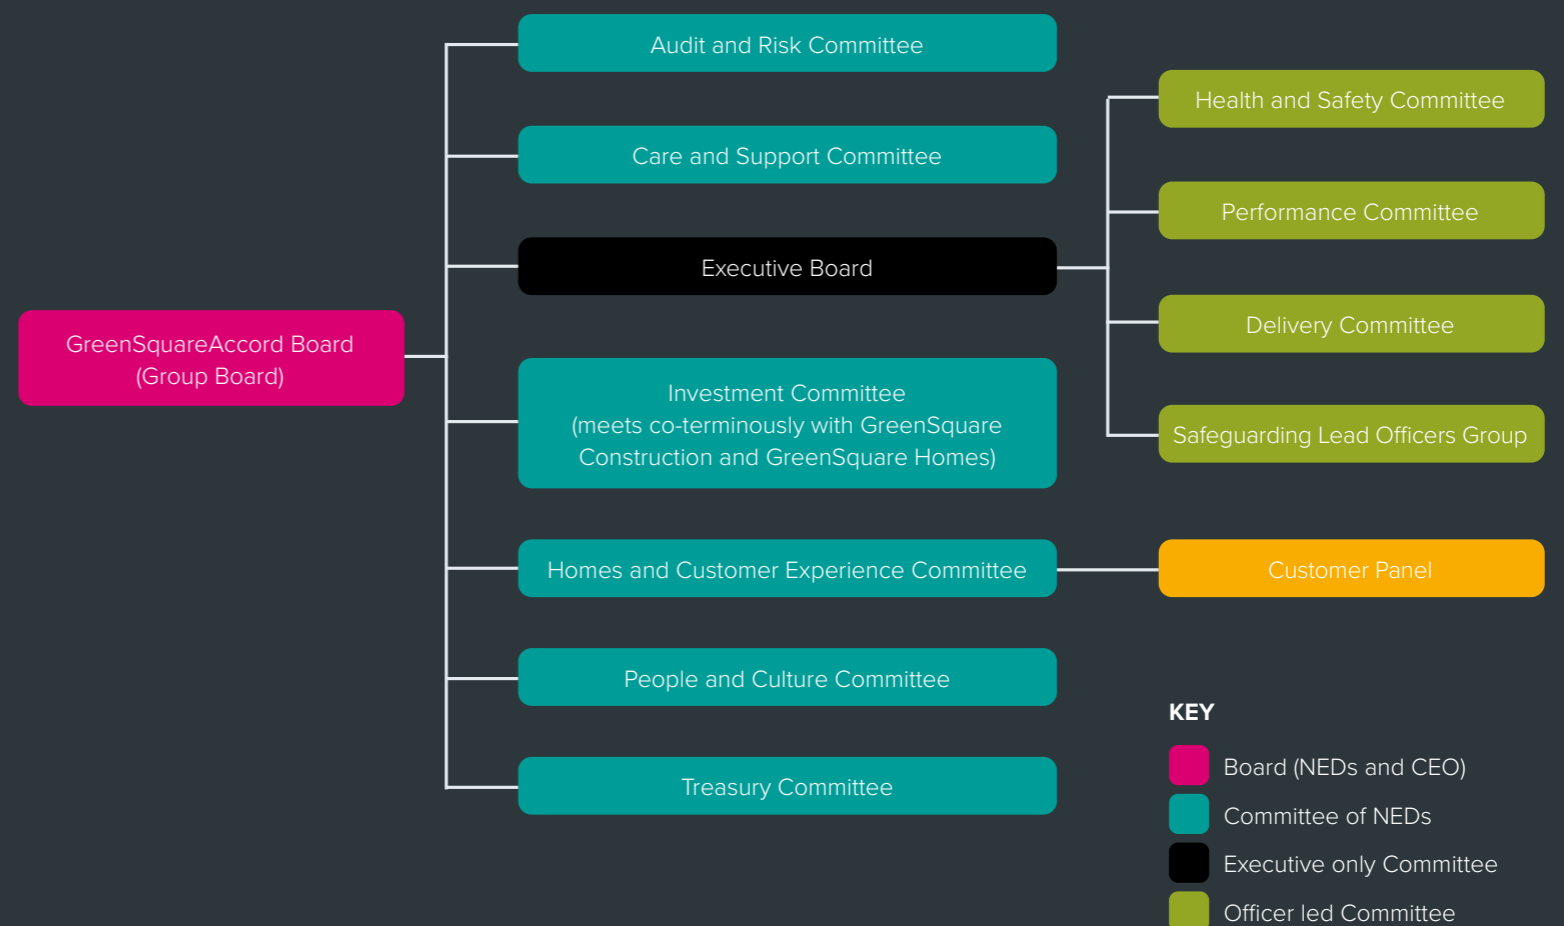 GreenSquareAccord Board
(Group Board)
Audit and Risk Committee
Care and Support Committee
Executive Board
Investment Committee
(meets co-terminously with GreenSquare
Construction and GreenSquare Homes)
Homes and Customer Experience Committee
People and Culture Committee
Treasury Committee
Health and Safety Committee
Performance Committee
Delivery Committee
Safeguarding Lead Officers Group
Customer Panel
KEY
Board (NEDs and CEO)
Committee of NEDs
Executive only Committee
Officer led Committee